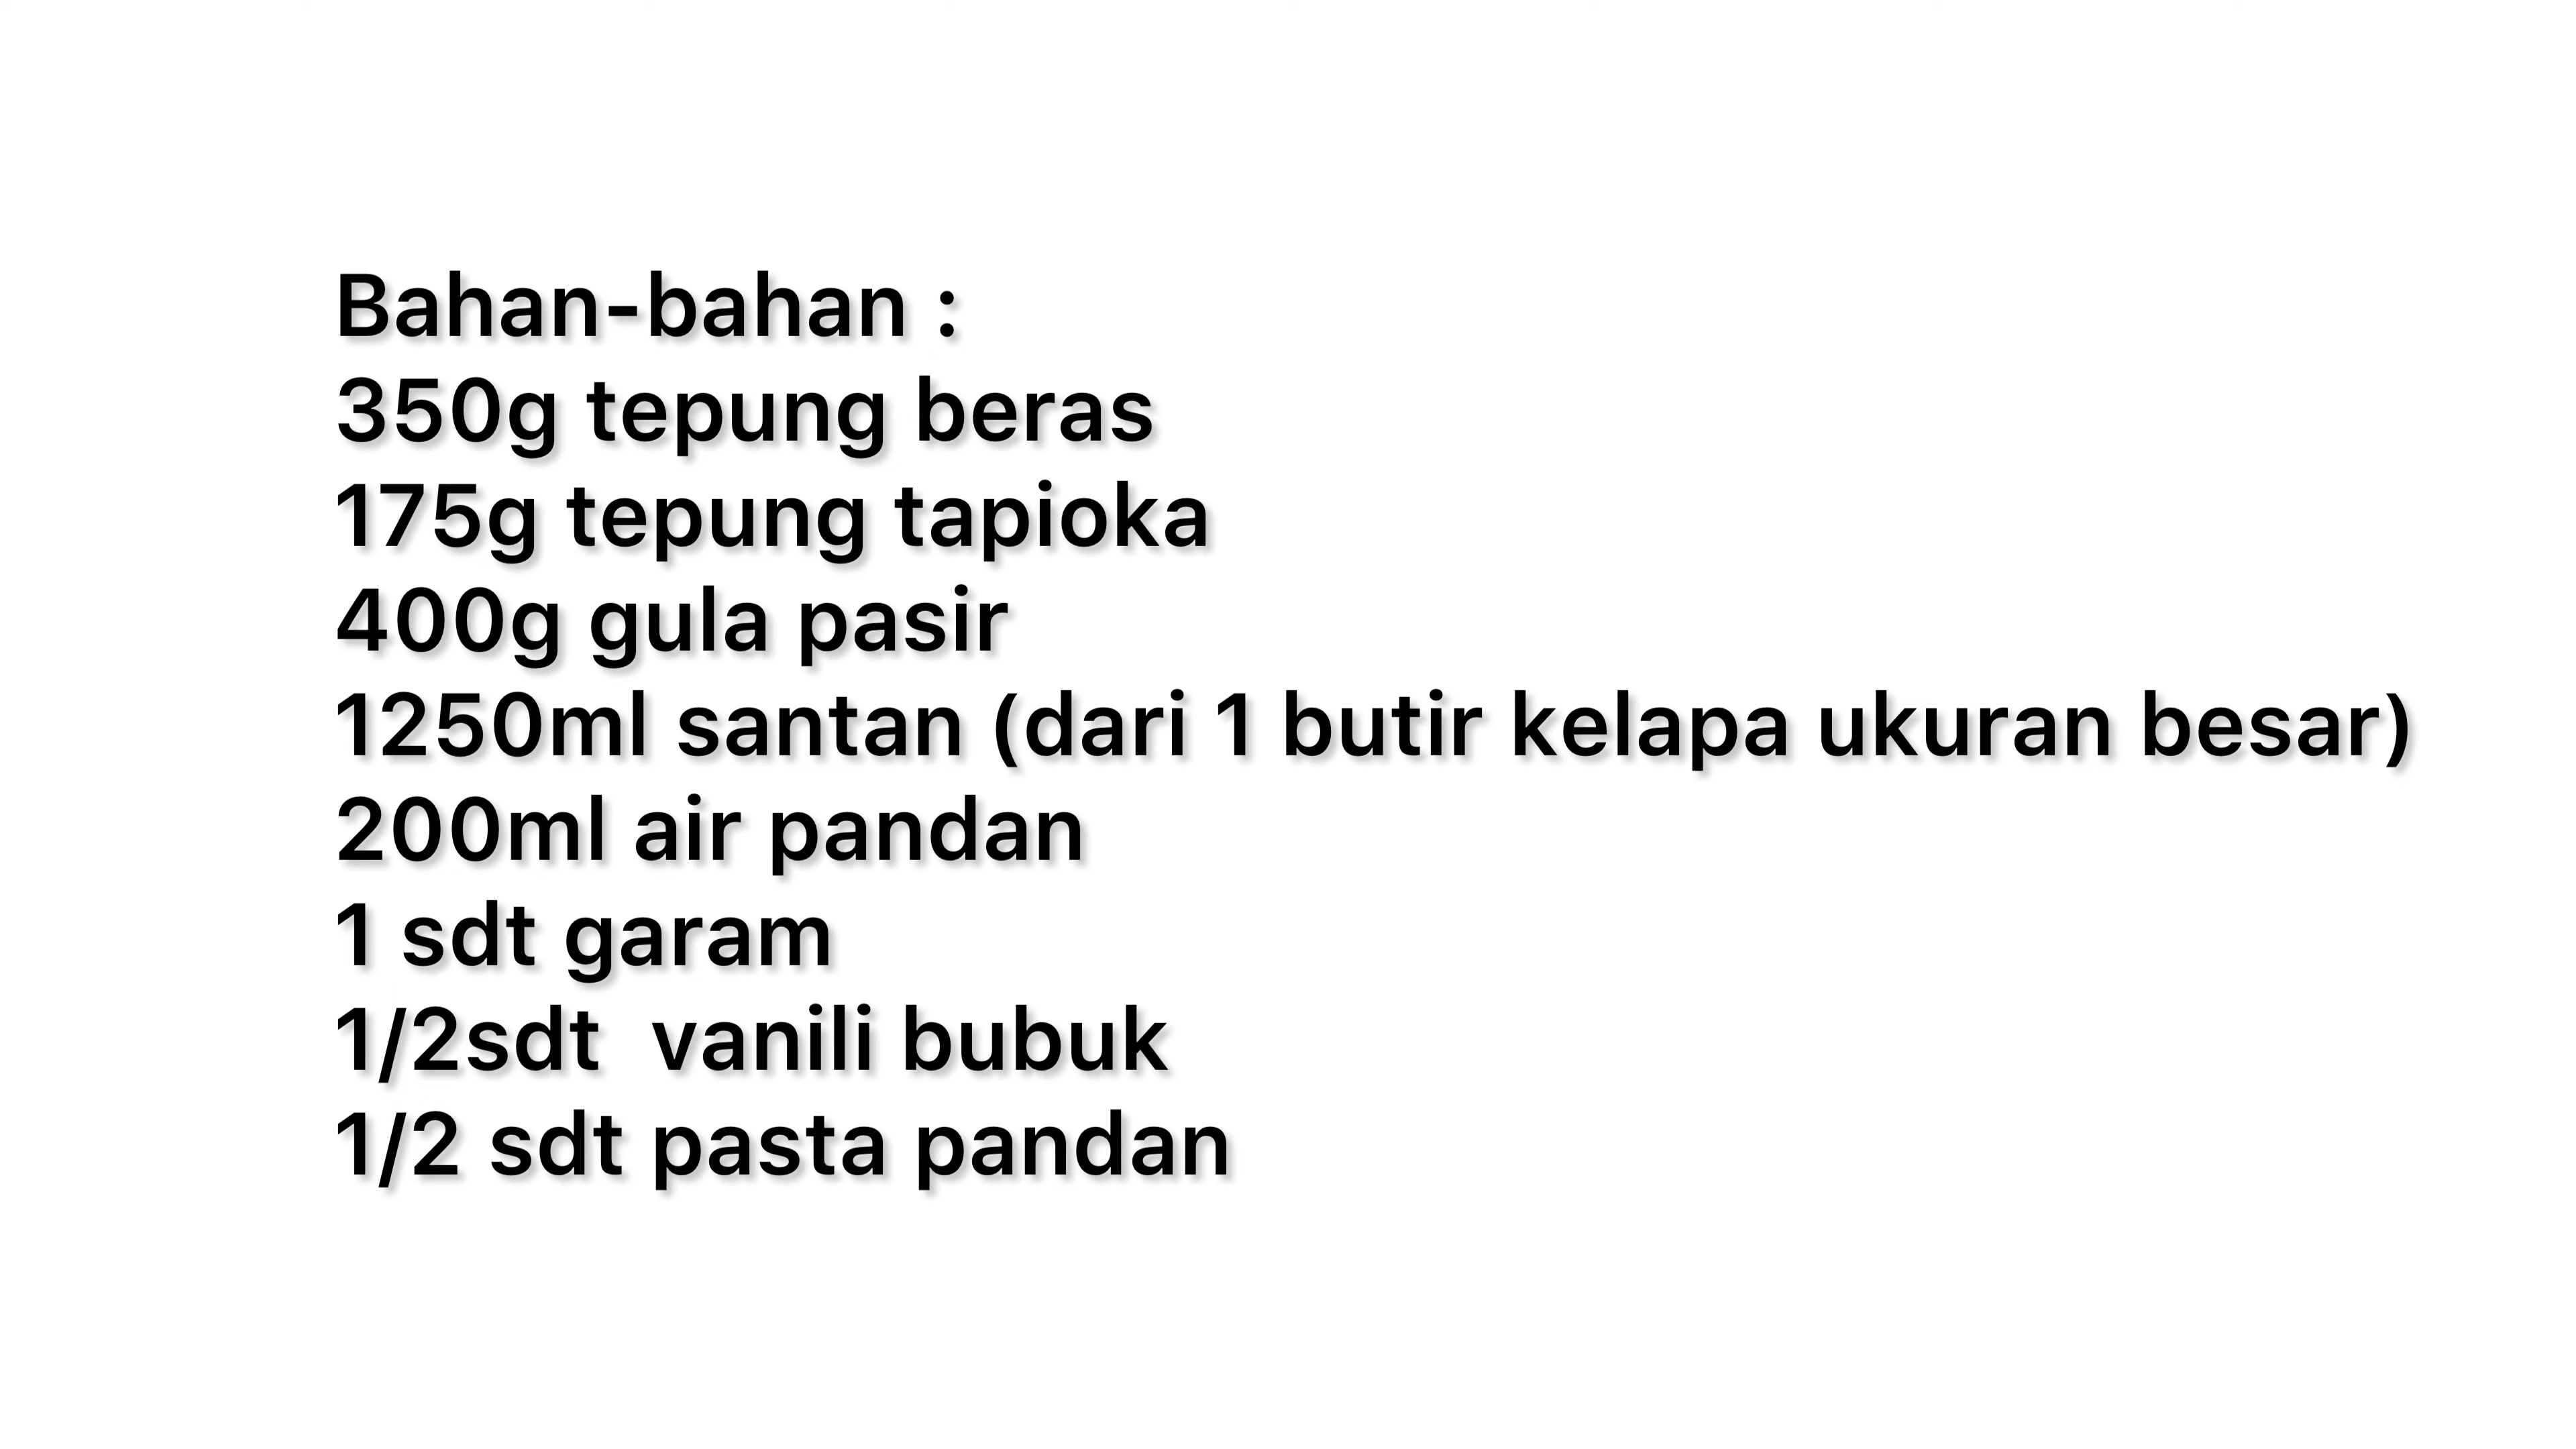 Bahan-bahan :
350g tepung beras
175g tepung tapioka
400g gula pasir
1250ml santan (dari 1 butir kelapa ukuran besar)
200ml air pandan
1 sdt garam
1/2sdt  vanili bubuk
1/2 sdt pasta pandan